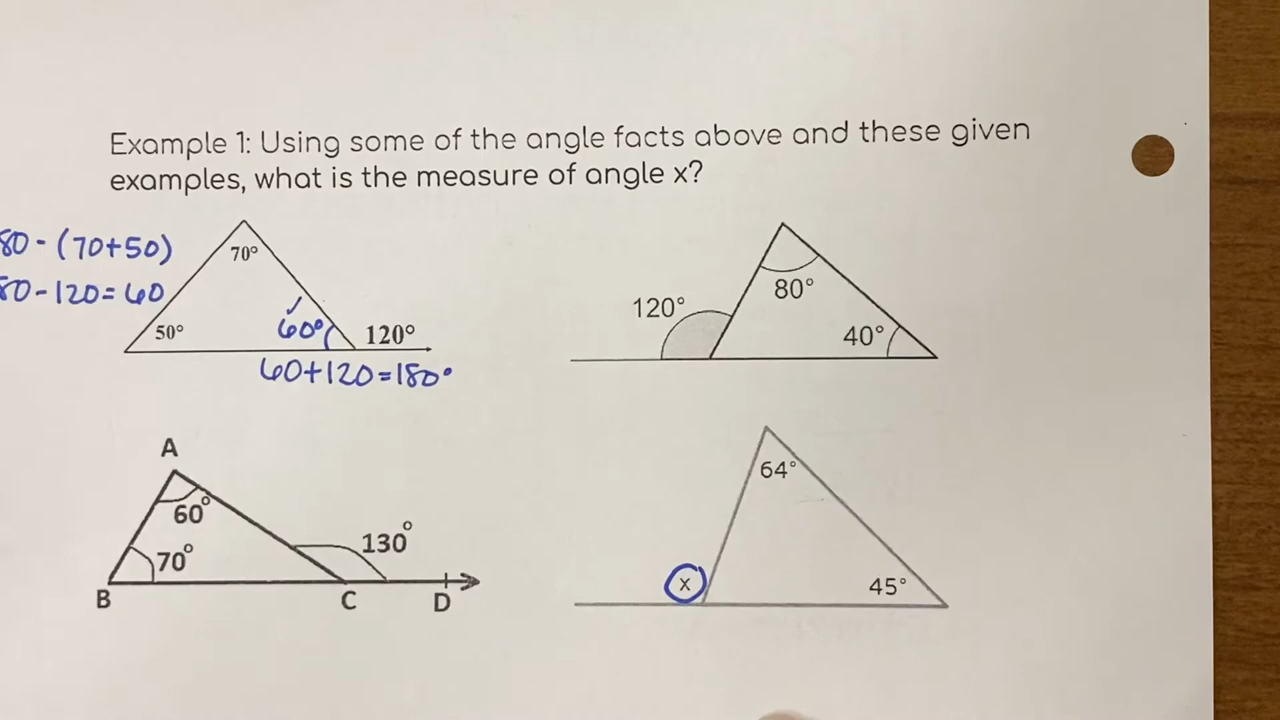 Example 1: Using some of the angle facts above and these given
examples, what is the measure of angle x?
80 - (70+50)
80 - 120 = 60
70°
50°
60°
120°
60+120=180°
120°
80°
40°
A
60°
70°
130°
B
C
D
64°
x
45°